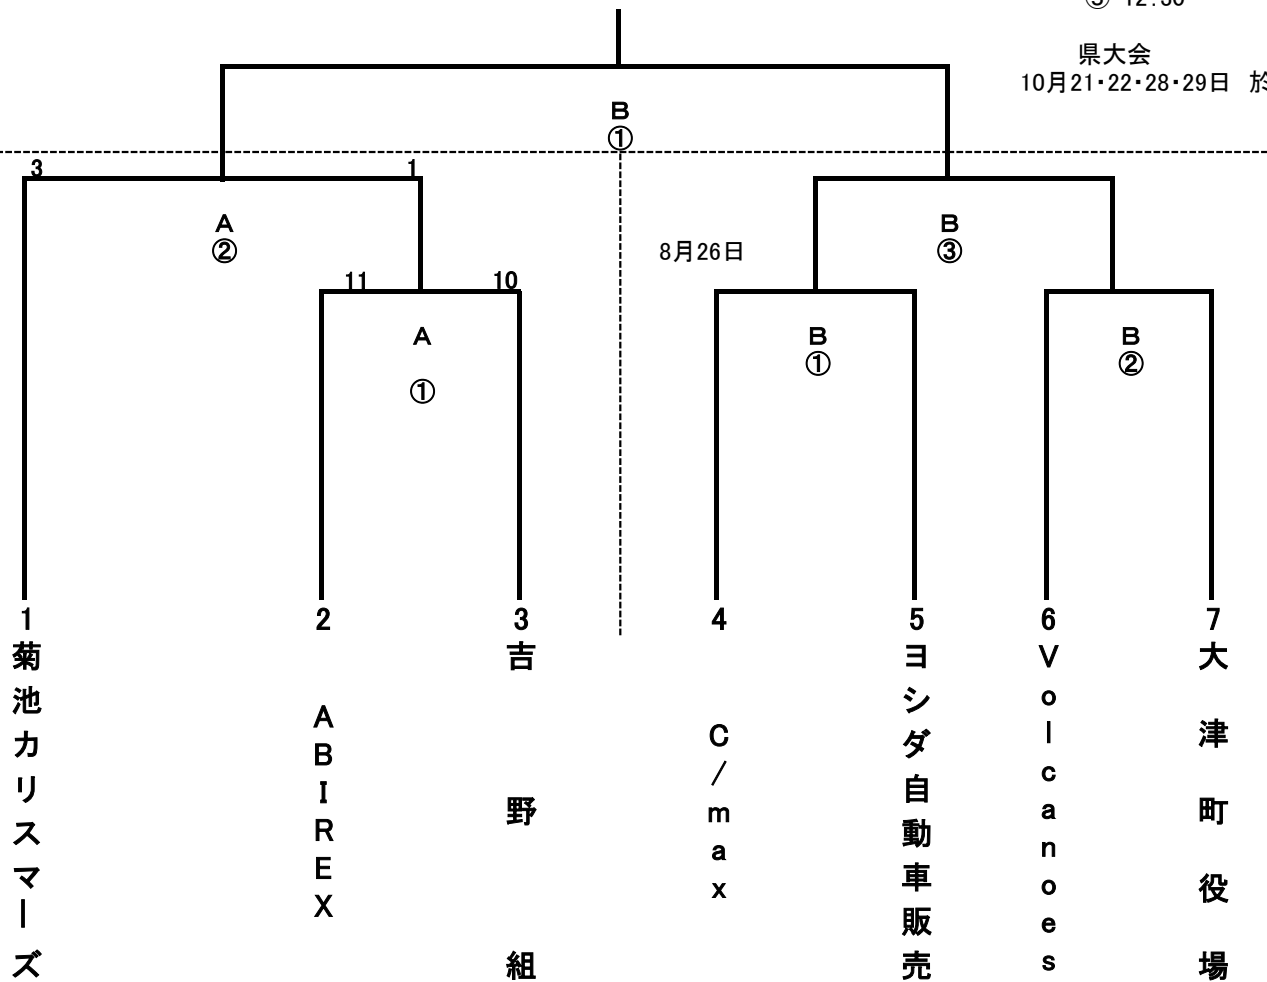 県大会
10月21・22・28・29日 於
B
①
3
1
A
②
8月26日
B
③
11
10
A
①
B
①
B
②
1
2
3
4
5
6
7
菊池カリスマーズ
ABIREX
吉野組
C/max
ヨシダ自動車販売
Volcanoes
大津町役場